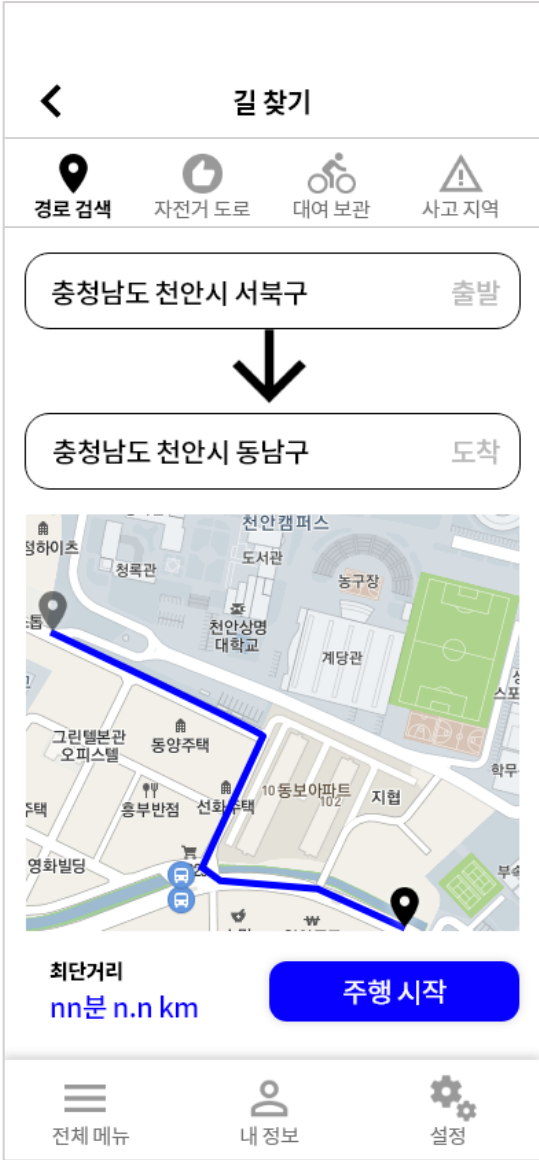 길 찾기
경로 검색
자전거 도로
대여 보관
사고 지역
충청남도 천안시 서북구
출발
충청남도 천안시 동남구
도착
천안캠퍼스
정하이츠
도서관
청록관
농구장
천안상명
대학교
계당관
그린텔본관
오피스텔
동양주택
10
동보아파트
102
지협
학무
흥부반점
선화주택
영화빌딩
최단거리
nn분 n.n km
주행 시작
전체 메뉴
내 정보
설정